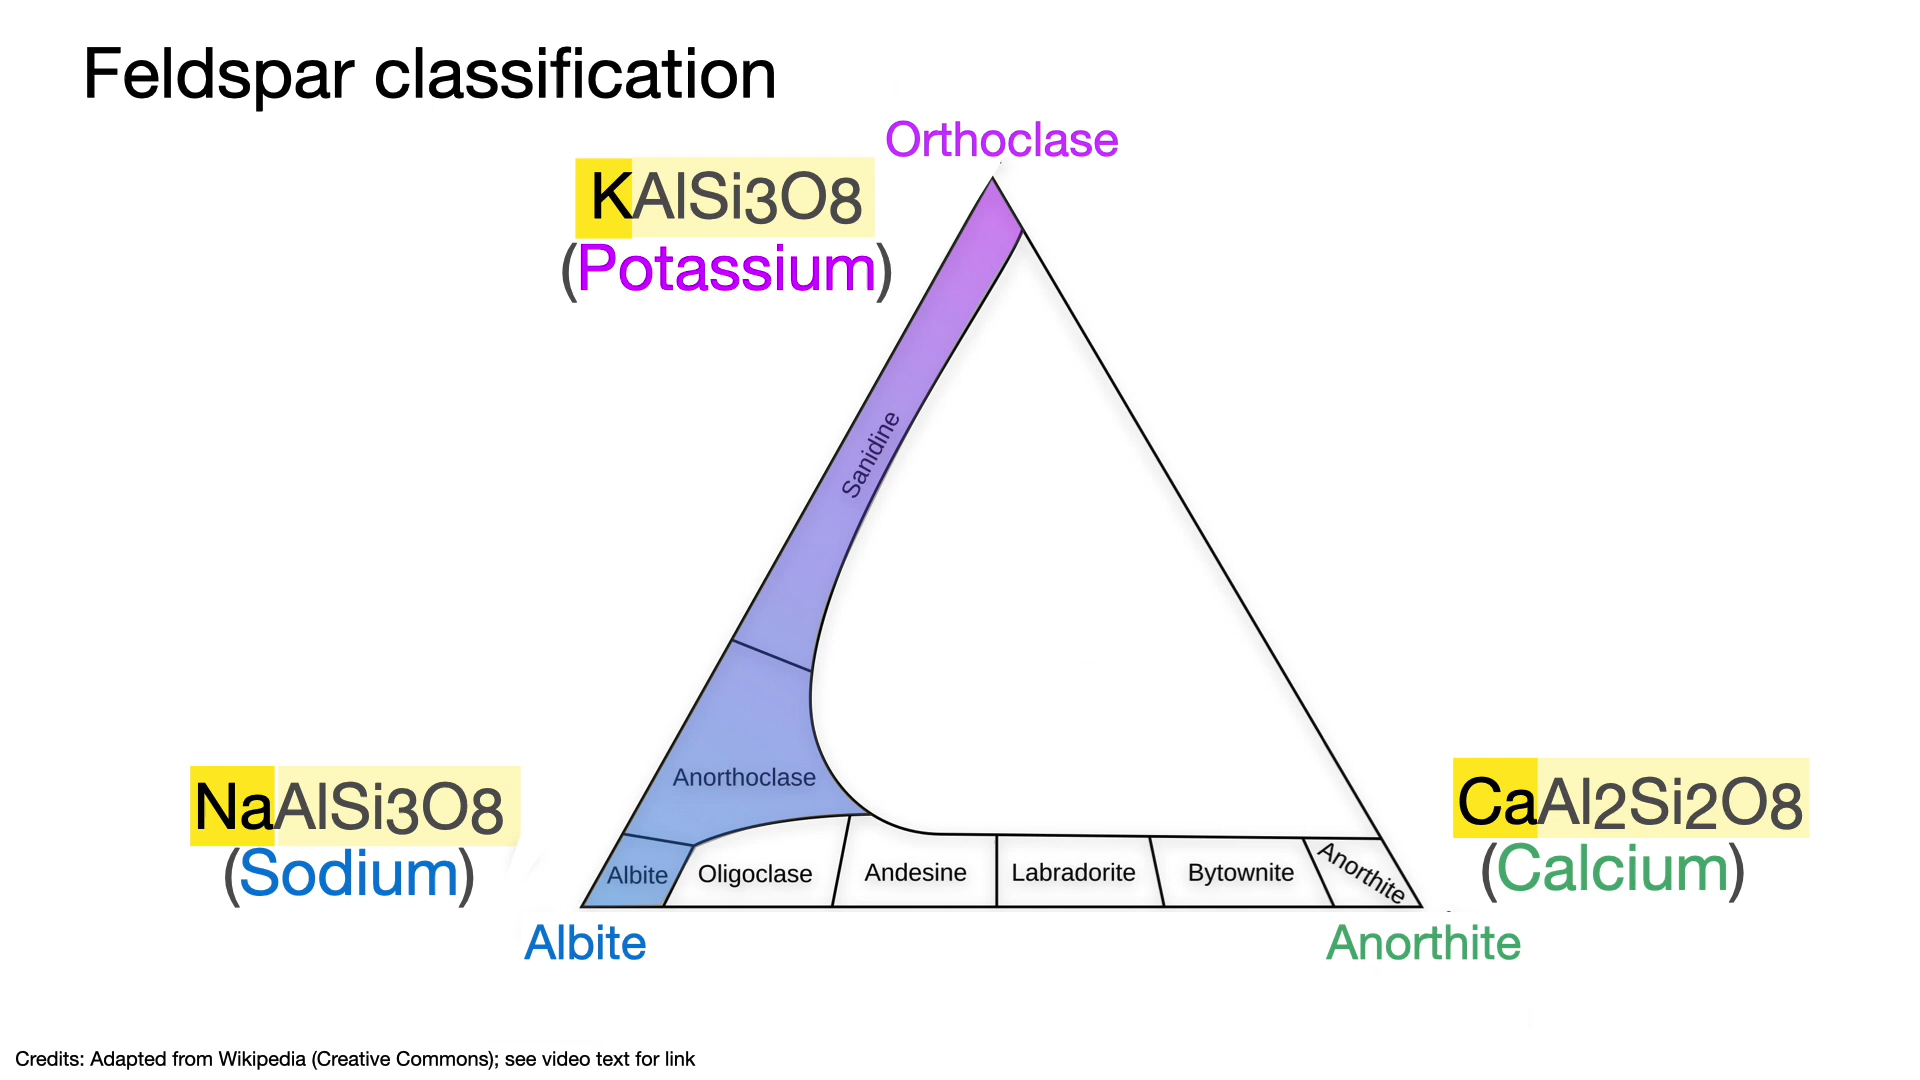 Feldspar classification
Orthoclase
KAlSi3O8
(Potassium)
Sanidine
Anorthoclase
NaAlSi3O8
(Sodium)
CaAl2Si2O8
(Calcium)
Albite
Oligoclase
Andesine
Labradorite
Bytownite
Anorthite
Albite
Anorthite
Credits: Adapted from Wikipedia (Creative Commons); see video text for link